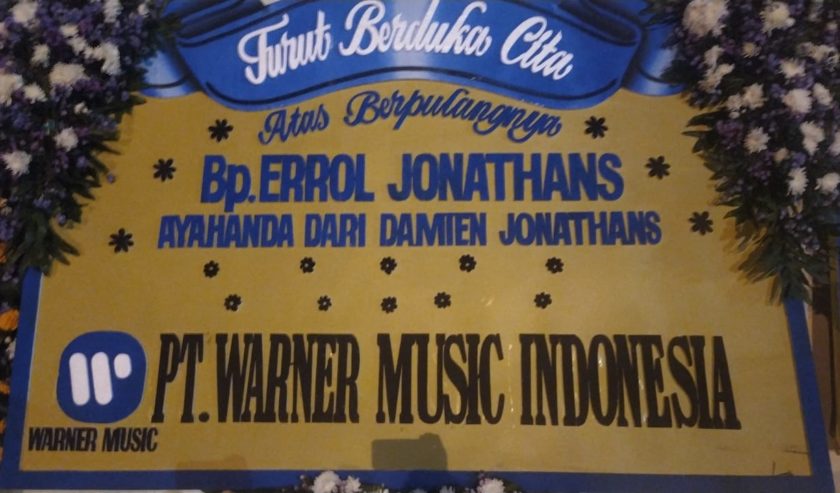 Turut Berduka Cita
Atas Berpulangnya
Bp. ERROL JONATHANS
AYAHANDA DARI DAMIEN JONATHANS
PT. WARNER MUSIC INDONESIA
WARNER MUSIC